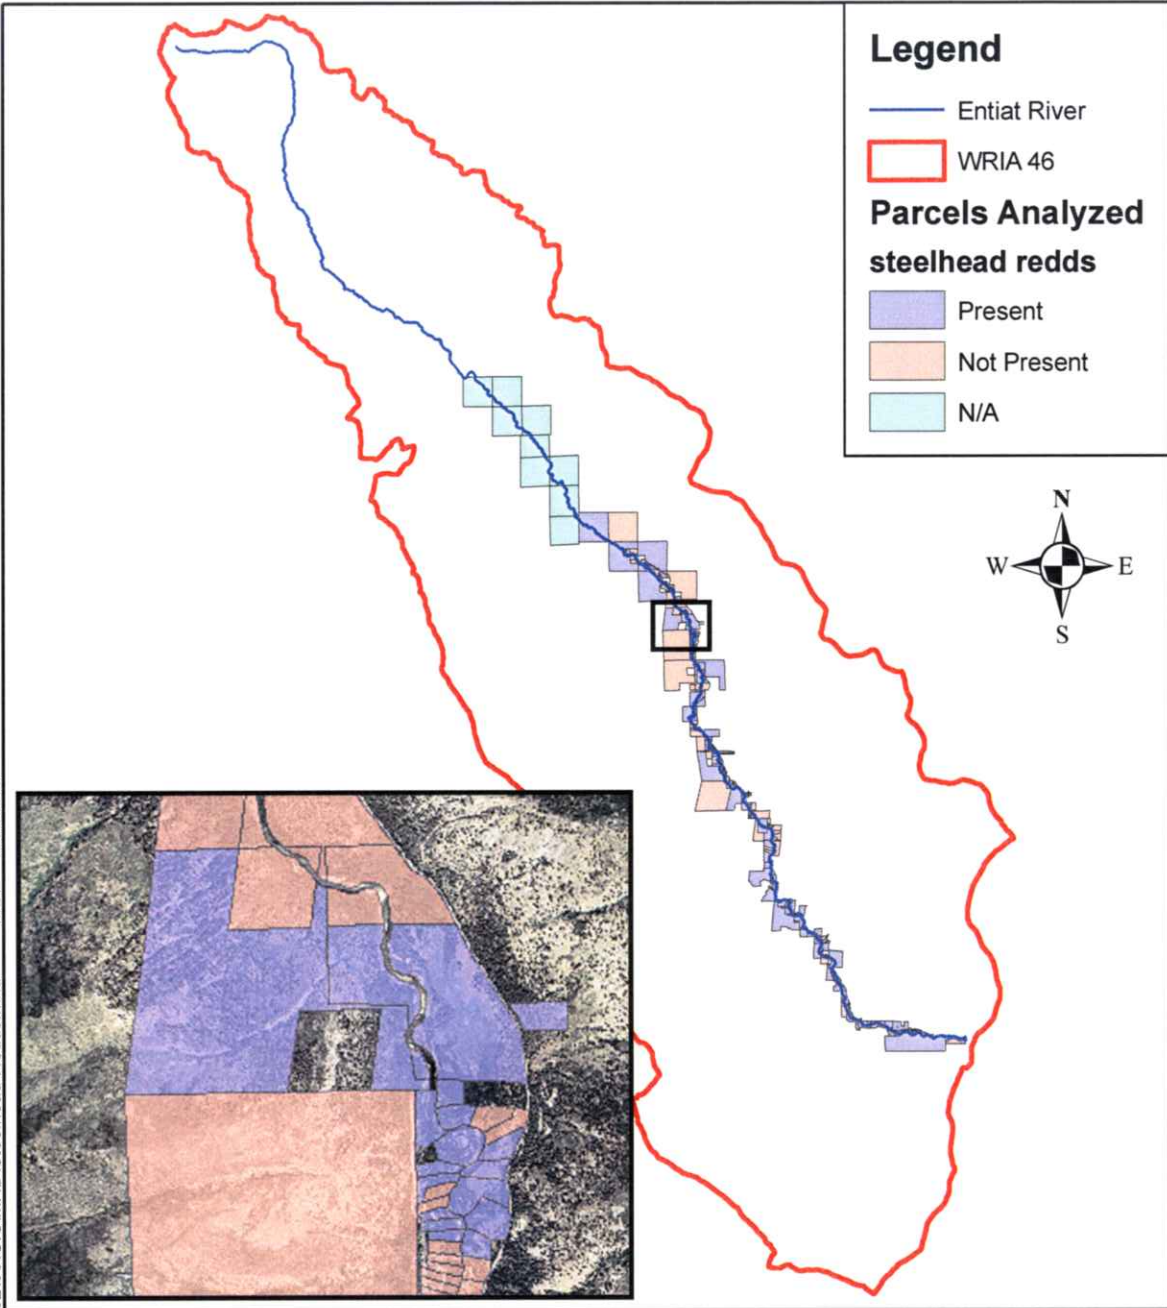 Legend
Entiat River
WRIA 46
Parcels Analyzed
steelhead redds
Present
Not Present
N/A
N
W E
S